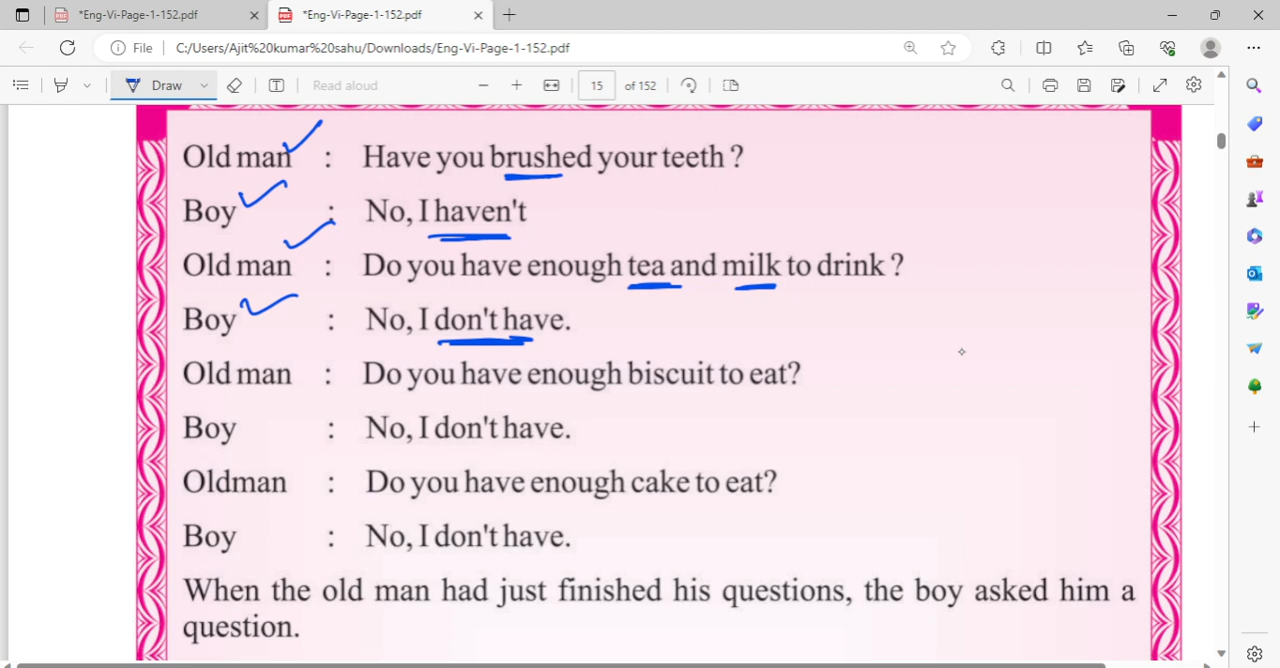 *Eng-Vi-Page-1-152.pdf
*Eng-Vi-Page-1-152.pdf
File C:/Users/Ajit%20kumar%20sahu/Downloads/Eng-Vi-Page-1-152.pdf
Draw Read aloud 15 of 152
Old man : Have you brushed your teeth ?
Boy : No, I haven't
Old man : Do you have enough tea and milk to drink ?
Boy : No, I don't have.
Old man : Do you have enough biscuit to eat?
Boy : No, I don't have.
Oldman : Do you have enough cake to eat?
Boy : No, I don't have.
When the old man had just finished his questions, the boy asked him a
question.